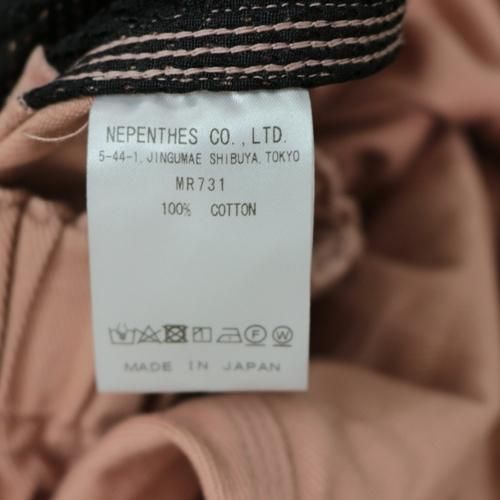 NEPENTHES CO.,LTD.
5-44-1, JINGUMAE SHIBUYA, TOKYO
MR731
100% COTTON
F W
MADE IN JAPAN